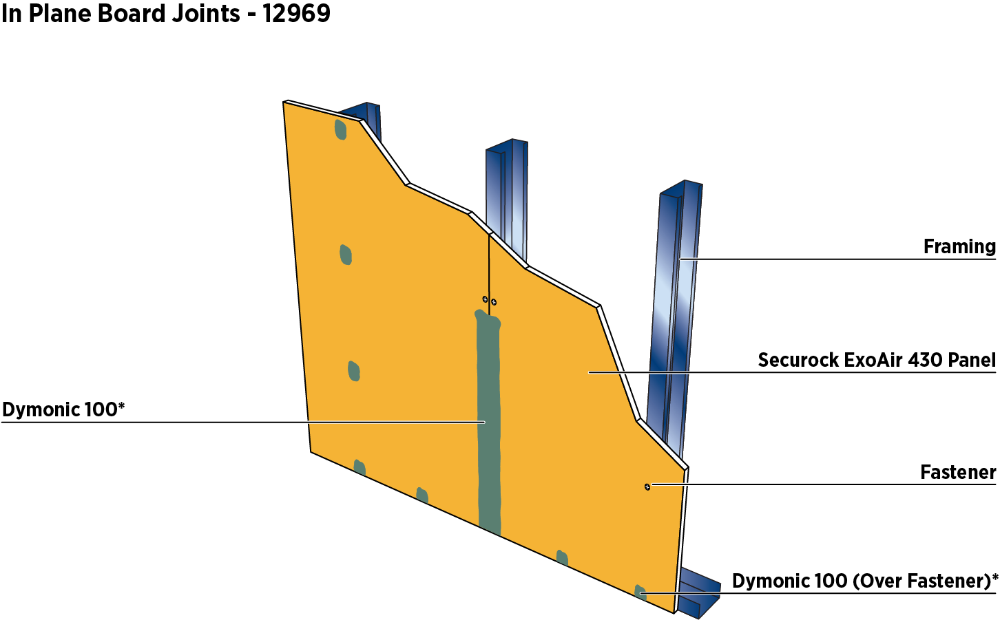 In Plane Board Joints - 12969
Framing
Securock ExoAir 430 Panel
Dymonic 100*
Fastener
Dymonic 100 (Over Fastener)*